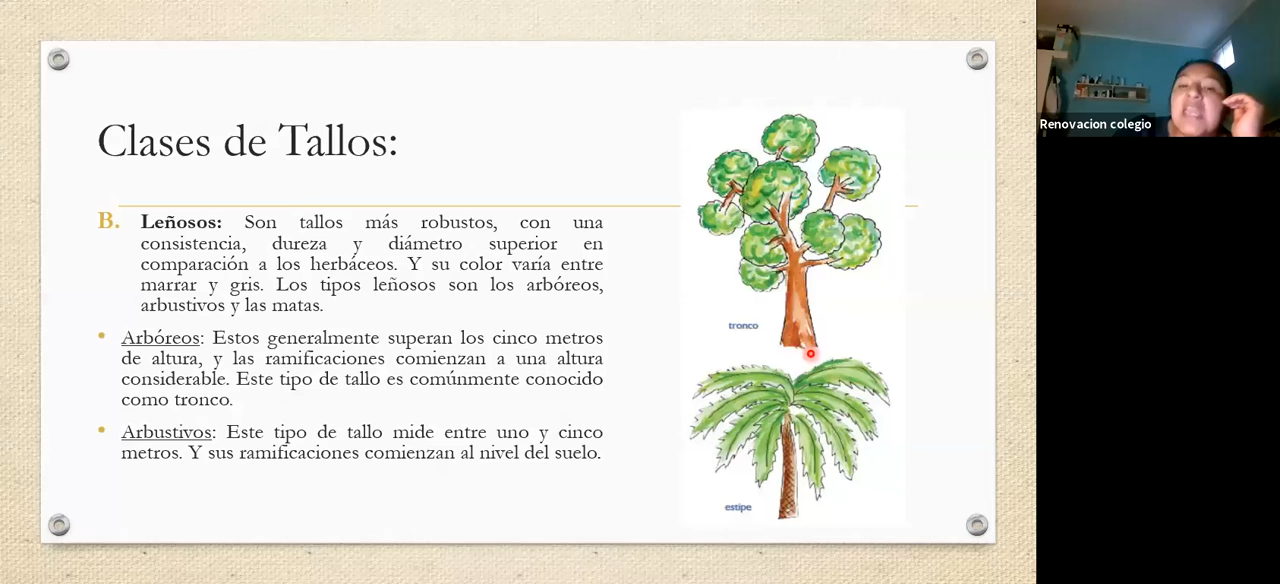 Clases de Tallos:
B. Leñosos: Son tallos más robustos, con una
consistencia, dureza y diámetro superior en
comparación a los herbáceos. Y su color varía entre
marrar y gris. Los tipos leñosos son los arbóreos,
arbustivos y las matas.
• Arbóreos: Estos generalmente superan los cinco metros
de altura, y las ramificaciones comienzan a una altura
considerable. Este tipo de tallo es comúnmente conocido
como tronco.
• Arbustivos: Este tipo de tallo mide entre uno y cinco
metros. Y sus ramificaciones comienzan al nivel del suelo.
tronco
estipe
Renovacion colegio